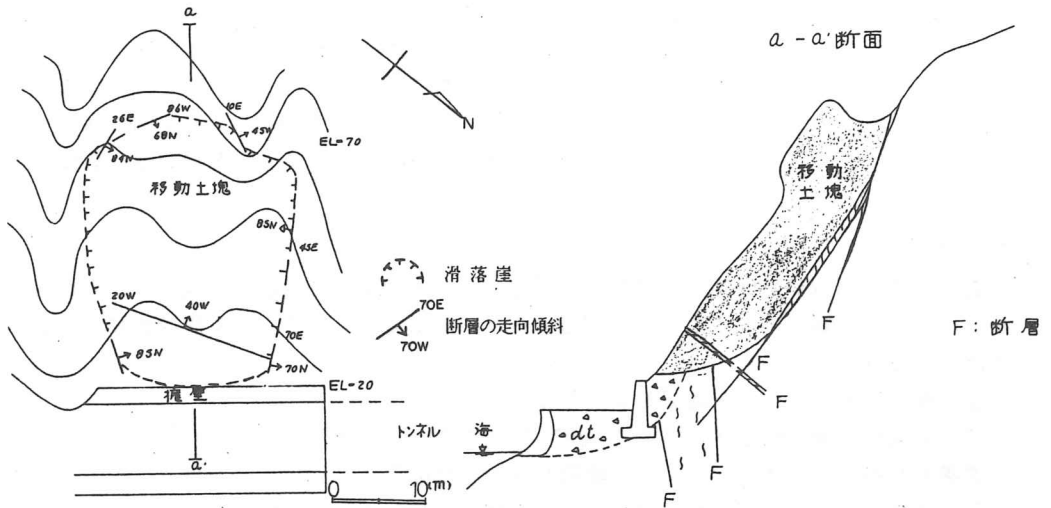 a
26E
86W
68N
10E
45W
EL-70
84N
移動土塊
85N
45E
20W
40W
70E
85N
70N
EL-20
擁壁
a'
トンネル
0
10(m)
N
滑落崖
70E
断層の走向傾斜
70W
a-a'断面
移動
土塊
F
F:断層
F
F
海
dt
F
F